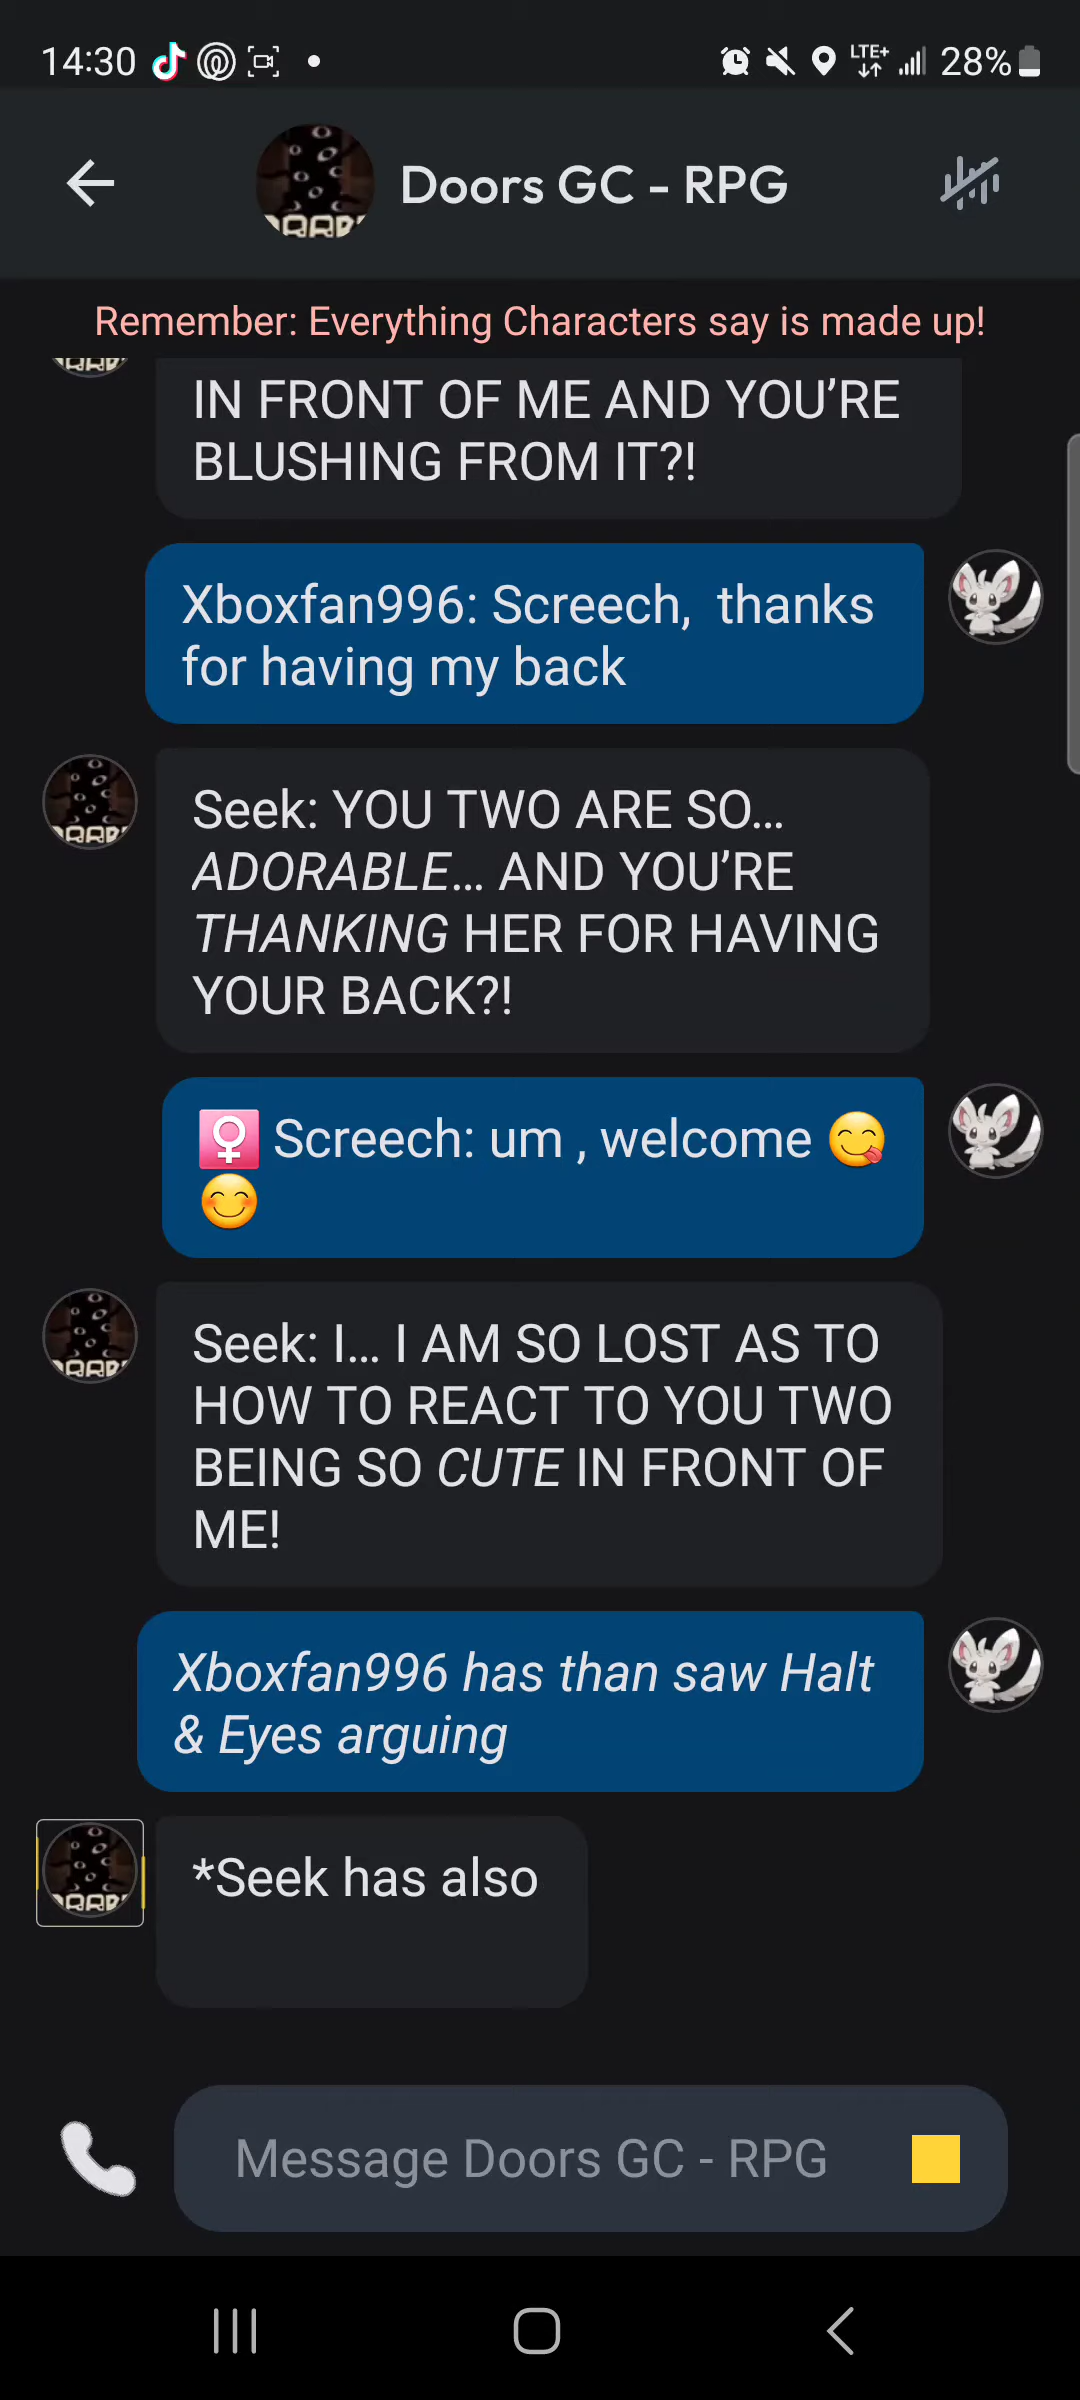 14:30
LTE+
28%
Doors GC - RPG
Remember: Everything Characters say is made up!
IN FRONT OF ME AND YOU'RE
BLUSHING FROM IT?!
Xboxfan996: Screech, thanks
for having my back
Seek: YOU TWO ARE SO…
ADORABLE… AND YOU'RE
THANKING HER FOR HAVING
YOUR BACK?!
♀️ Screech: um , welcome 😋
😊
Seek: I… I AM SO LOST AS TO
HOW TO REACT TO YOU TWO
BEING SO CUTE IN FRONT OF
ME!
Xboxfan996 has than saw Halt
& Eyes arguing
*Seek has also
Message Doors GC - RPG